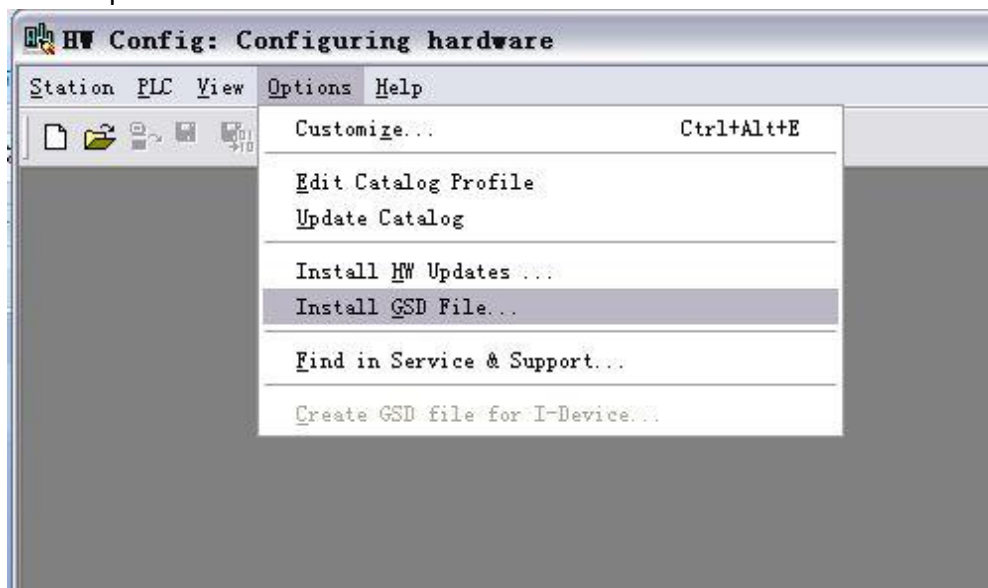 HW Config: Configuring hardware
Station PLC View Options Help
Customize... Ctrl+Alt+E
Edit Catalog Profile
Update Catalog
Install HW Updates ...
Install GSD File...
Find in Service & Support...
Create GSD file for I-Device...